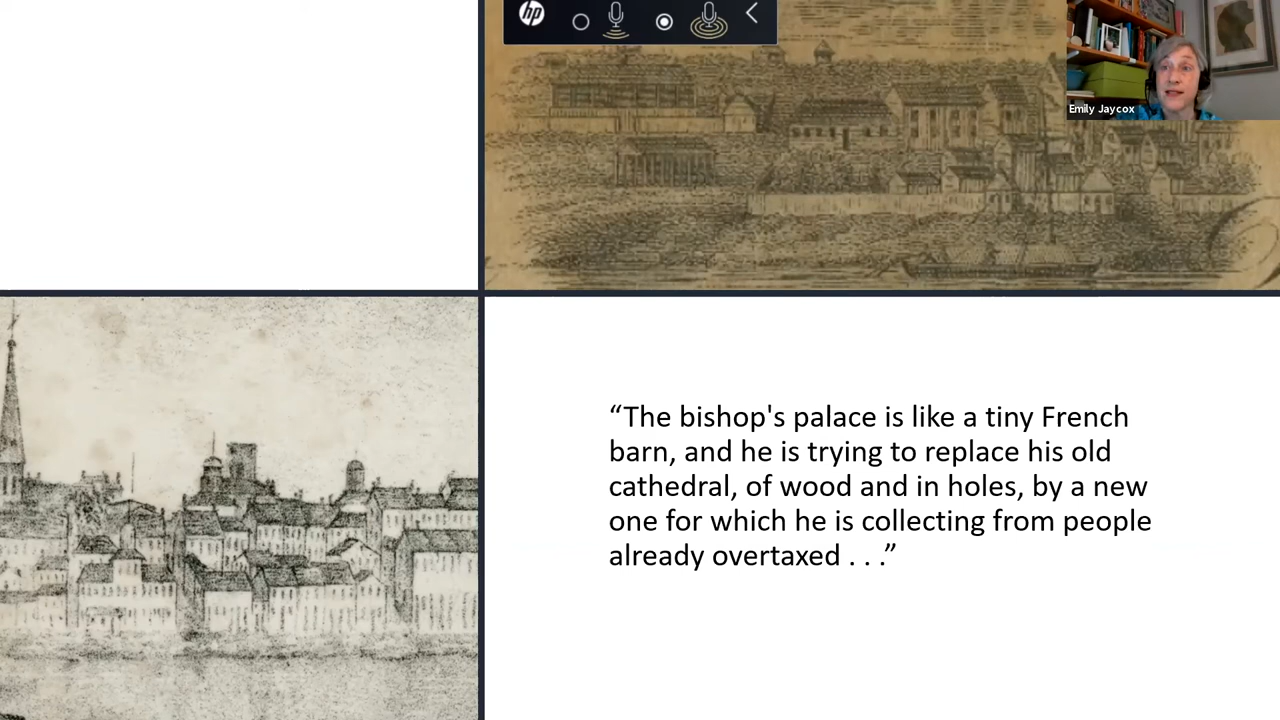 hp
Emily Jaycox
“The bishop's palace is like a tiny French
barn, and he is trying to replace his old
cathedral, of wood and in holes, by a new
one for which he is collecting from people
already overtaxed . . .”